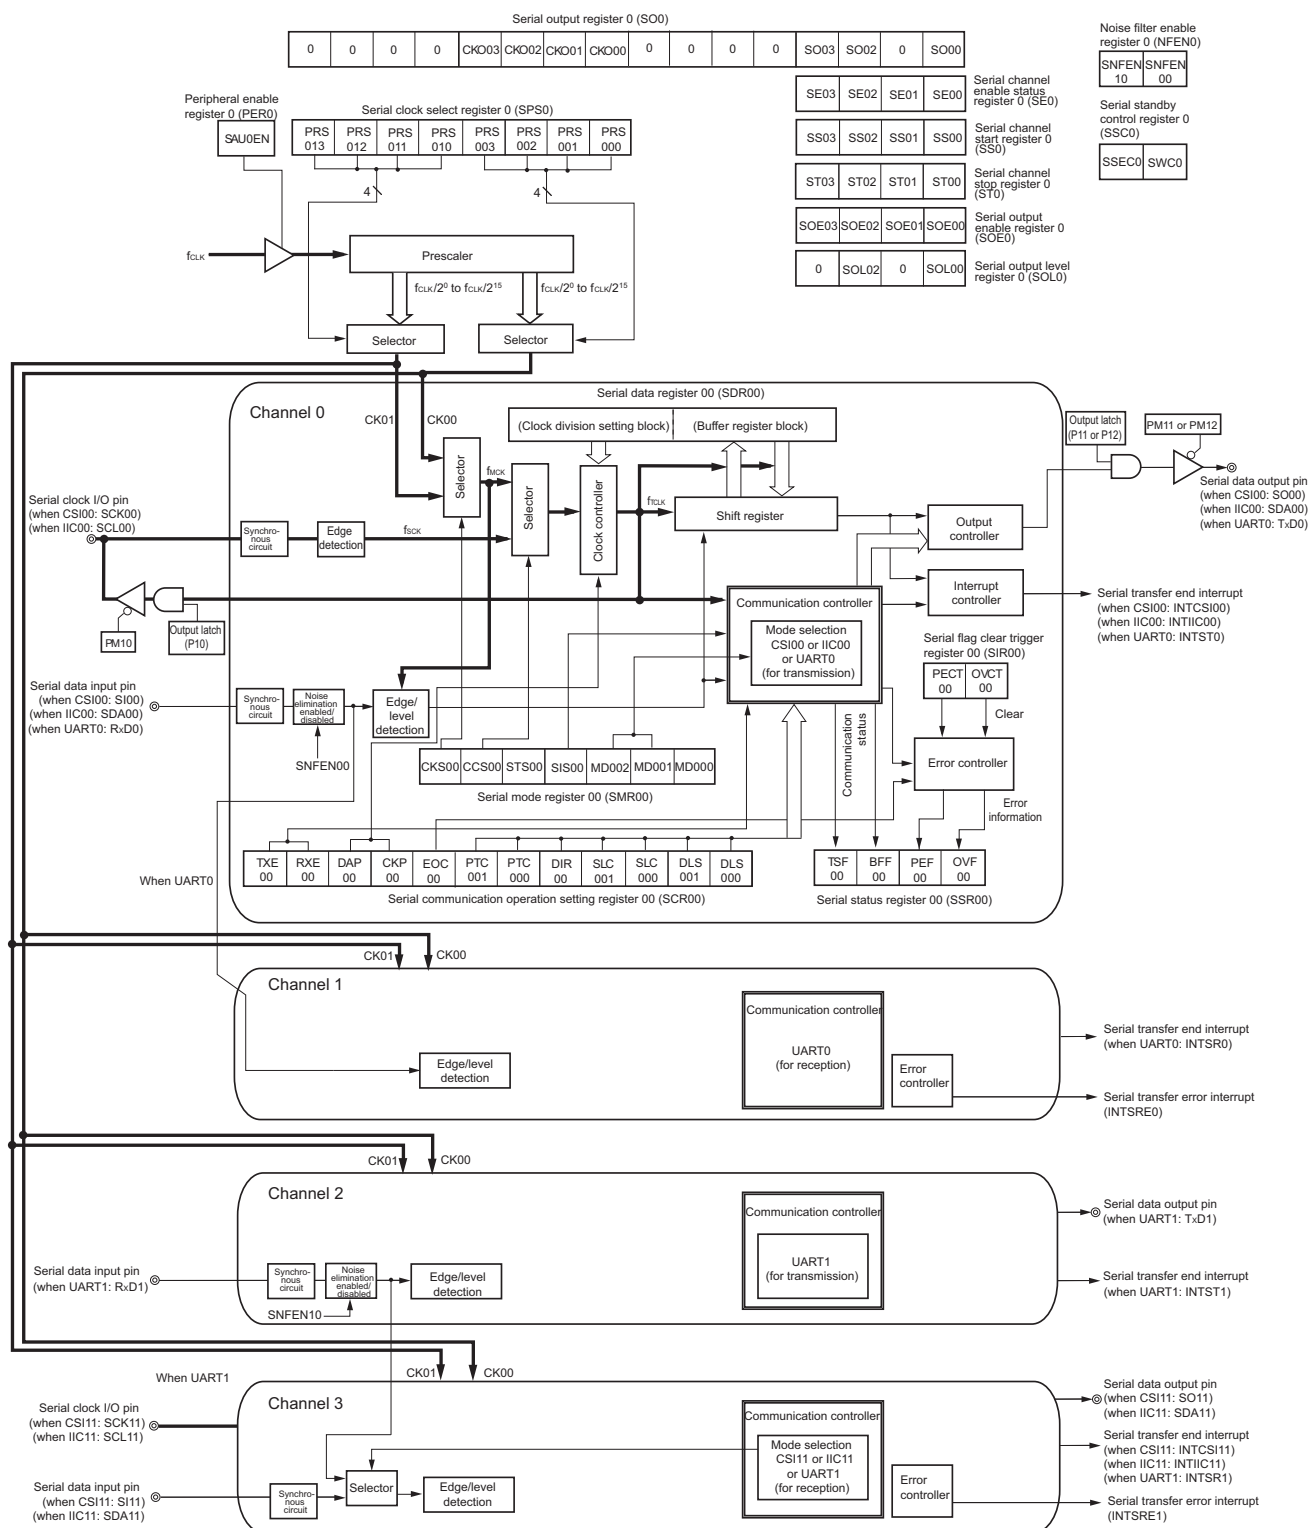 Serial output register 0 (SO0)
0 0 0 0 CKO03 CKO02 CKO01 CKO00 0 0 0 0 SO03 SO02 0 SO00
Noise filter enable
register 0 (NFEN0)
SNFEN SNFEN
10 00
Peripheral enable
register 0 (PER0)
SAU0EN
Serial clock select register 0 (SPS0)
PRS PRS PRS PRS PRS PRS PRS PRS
013 012 011 010 003 002 001 000
4
4
SE03 SE02 SE01 SE00
Serial channel
enable status
register 0 (SE0)
SS03 SS02 SS01 SS00
Serial channel
start register 0
(SS0)
ST03 ST02 ST01 ST00
Serial channel
stop register 0
(ST0)
SOE03 SOE02 SOE01 SOE00
Serial output
enable register 0
(SOE0)
0 SOL02 0 SOL00
Serial output level
register 0 (SOL0)
Serial standby
control register 0
(SSC0)
SSEC0 SWC0
fCLK
Prescaler
fCLK/2⁰ to fCLK/2¹⁵
fCLK/2⁰ to fCLK/2¹⁵
Selector
Selector
Channel 0
CK01
CK00
Serial data register 00 (SDR00)
(Clock division setting block)
(Buffer register block)
Selector
fMCK
Selector
Clock controller
fTCLK
Shift register
Output
controller
Output latch
(P11 or P12)
PM11 or PM12
Serial data output pin
(when CSI00: SO00)
(when IIC00: SDA00)
(when UART0: TxD0)
Serial clock I/O pin
(when CSI00: SCK00)
(when IIC00: SCL00)
Synchro-
nous
circuit
Edge
detection
fSCK
PM10
Output latch
(P10)
Communication controller
Mode selection
CSI00 or IIC00
or UART0
(for transmission)
Interrupt
controller
Serial transfer end interrupt
(when CSI00: INTCSI00)
(when IIC00: INTIIC00)
(when UART0: INTST0)
Serial flag clear trigger
register 00 (SIR00)
PECT OVCT
00 00
Clear
Serial data input pin
(when CSI00: SI00)
(when IIC00: SDA00)
(when UART0: RxD0)
Synchro-
nous
circuit
Noise
elimination
enabled/
disabled
SNFEN00
Edge/
level
detection
CKS00 CCS00 STS00 SIS00 MD002 MD001 MD000
Serial mode register 00 (SMR00)
Communication
status
Error controller
Error
information
TXE RXE DAP CKP EOC PTC PTC DIR SLC SLC DLS DLS
00 00 00 00 00 001 000 00 001 000 001 000
Serial communication operation setting register 00 (SCR00)
TSF BFF PEF OVF
00 00 00 00
Serial status register 00 (SSR00)
When UART0
CK01
CK00
Channel 1
Communication controller
UART0
(for reception)
Edge/level
detection
Error
controller
Serial transfer end interrupt
(when UART0: INTSR0)
Serial transfer error interrupt
(INTSRE0)
CK01
CK00
Channel 2
Communication controller
UART1
(for transmission)
Serial data output pin
(when UART1: TxD1)
Serial data input pin
(when UART1: RxD1)
Synchro-
nous
circuit
Noise
elimination
enabled/
disabled
SNFEN10
Edge/level
detection
Serial transfer end interrupt
(when UART1: INTST1)
When UART1
CK01
CK00
Channel 3
Serial clock I/O pin
(when CSI11: SCK11)
(when IIC11: SCL11)
Communication controller
Mode selection
CSI11 or IIC11
or UART1
(for reception)
Serial data output pin
(when CSI11: SO11)
(when IIC11: SDA11)
Serial transfer end interrupt
(when CSI11: INTCSI11)
(when IIC11: INTIIC11)
(when UART1: INTSR1)
Serial data input pin
(when CSI11: SI11)
(when IIC11: SDA11)
Synchro-
nous
circuit
Selector
Edge/level
detection
Error
controller
Serial transfer error interrupt
(INTSRE1)